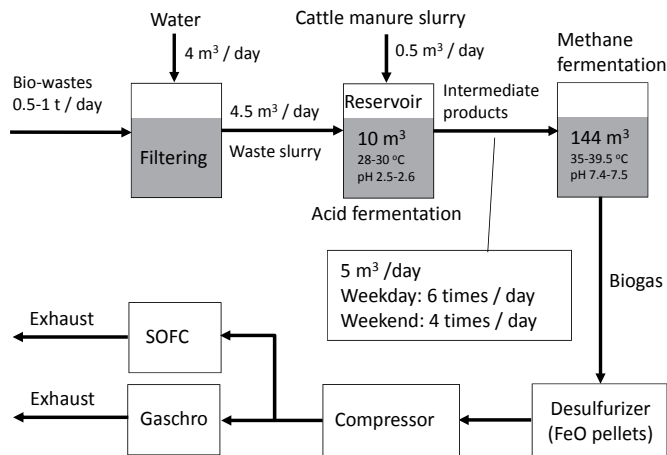 Water
4 m³ / day
Cattle manure slurry
0.5 m³ / day
Methane
fermentation
Bio-wastes
0.5-1 t / day
Filtering
4.5 m³ / day
Waste slurry
Reservoir
10 m³
28-30 °C
pH 2.5-2.6
Acid fermentation
Intermediate
products
144 m³
35-39.5 °C
pH 7.4-7.5
5 m³ /day
Weekday: 6 times / day
Weekend: 4 times / day
Biogas
Exhaust
SOFC
Exhaust
Gaschro
Compressor
Desulfurizer
(FeO pellets)